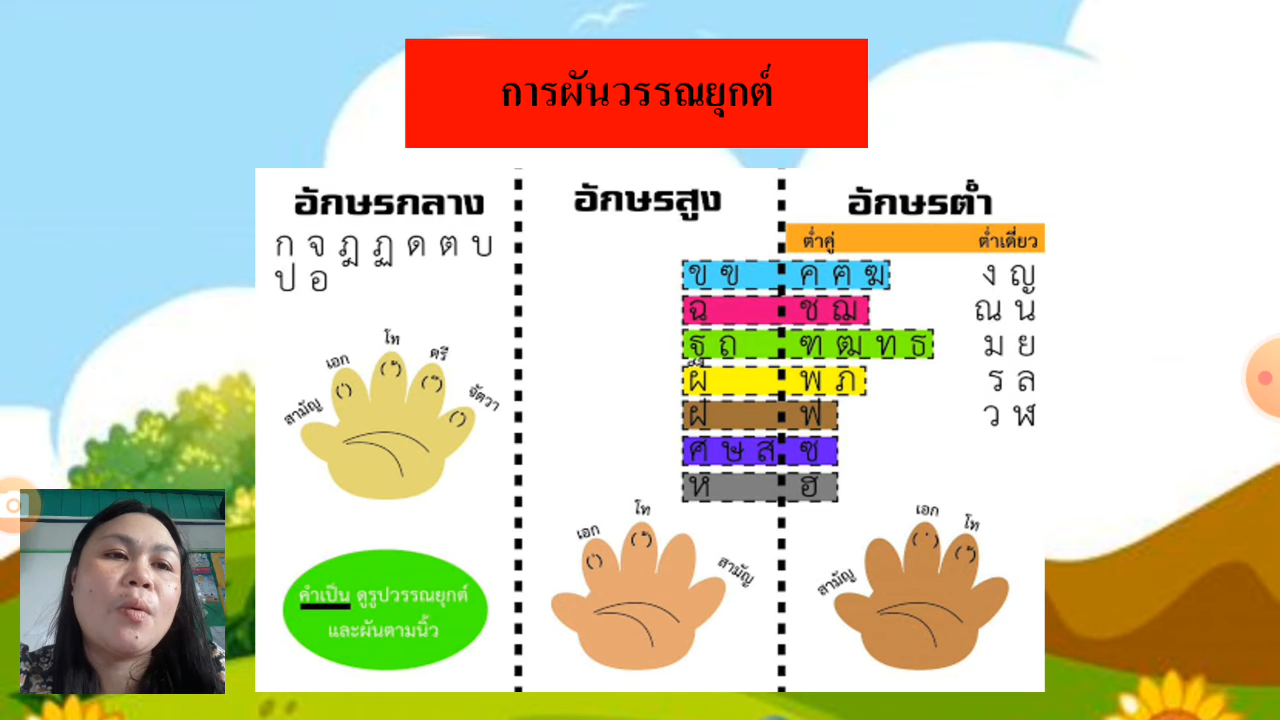 การผันวรรณยุกต์
อักษรกลาง
ก จ ฎ ฏ ด ต บ
ป อ
สามัญ เอก โท ตรี จัตวา
คำเป็น ดูรูปวรรณยุกต์
และผันตามนิ้ว
อักษรสูง
ข ฃ
ฉ
ฐ ถ
ผ
ฝ
ศ ษ ส
ห
เอก โท สามัญ
อักษรต่ำ
ต่ำคู่ ต่ำเดี่ยว
ค ฅ ฆ ง ญ
ช ฌ ณ น
ฑ ฒ ท ธ ม ย
พ ภ ร ล
ฟ ว ฬ
ซ
ฮ
สามัญ เอก โท